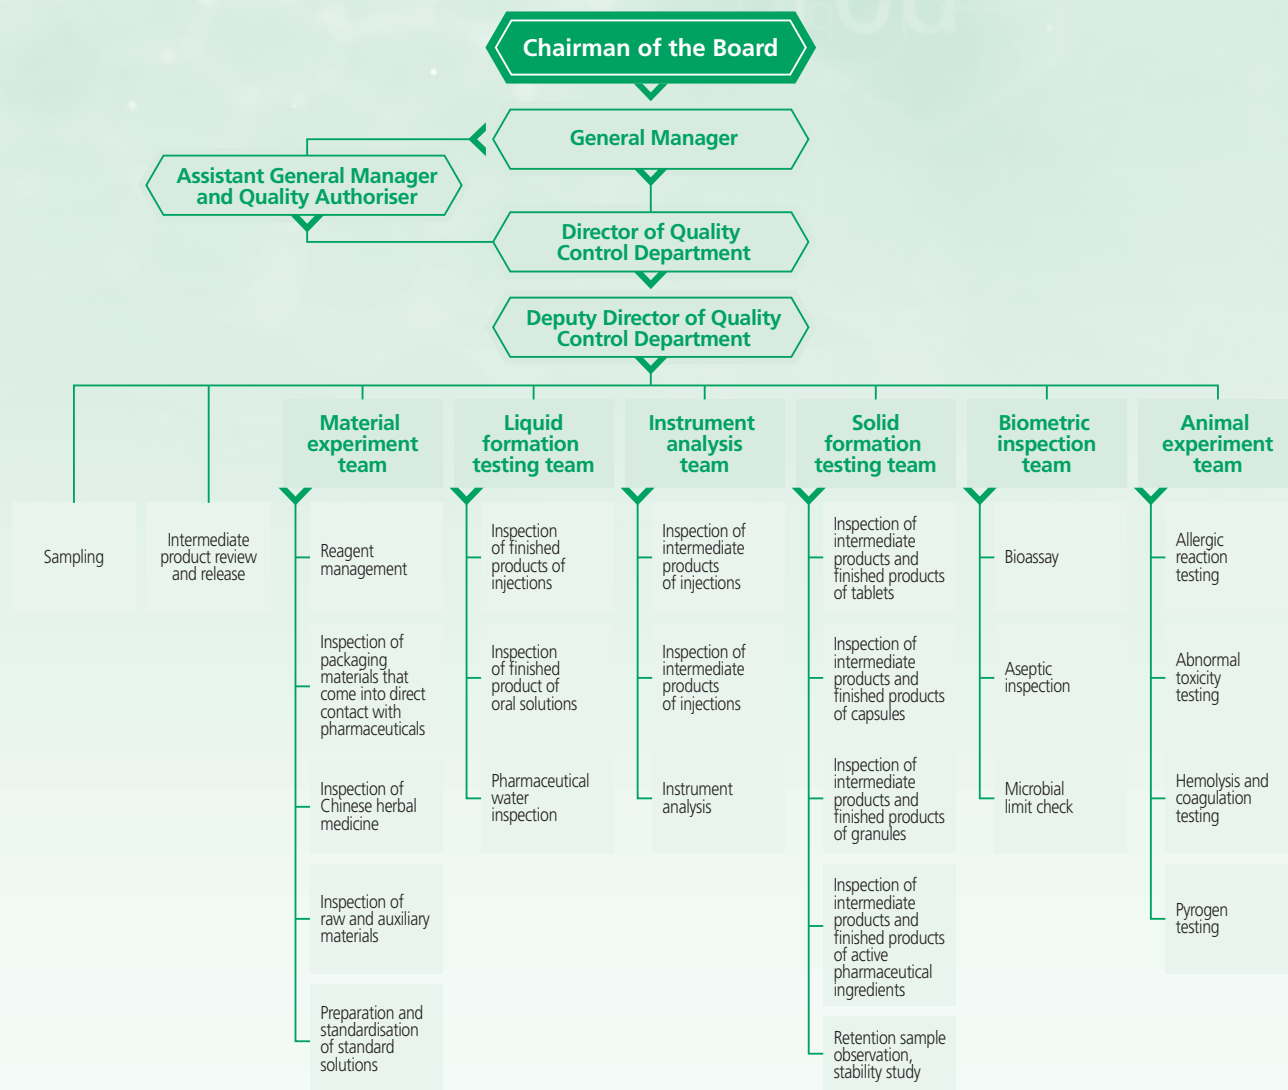 Chairman of the Board
General Manager
Assistant General Manager
and Quality Authoriser
Director of Quality
Control Department
Deputy Director of Quality
Control Department
Sampling
Intermediate
product review
and release
Material
experiment
team
Reagent
management
Inspection of
packaging
materials that
come into direct
contact with
pharmaceuticals
Inspection of
Chinese herbal
medicine
Inspection of
raw and auxiliary
materials
Preparation and
standardisation
of standard
solutions
Liquid
formation
testing team
Inspection
of finished
products of
injections
Inspection
of finished
product of
oral solutions
Pharmaceutical
water
inspection
Instrument
analysis
team
Inspection of
intermediate
products
of injections
Inspection of
intermediate
products
of injections
Instrument
analysis
Solid
formation
testing team
Inspection of
intermediate
products and
finished products
of tablets
Inspection of
intermediate
products and
finished products
of capsules
Inspection of
intermediate
products and
finished products
of granules
Inspection of
intermediate
products and
finished products
of active
pharmaceutical
ingredients
Retention sample
observation,
stability study
Biometric
inspection
team
Bioassay
Aseptic
inspection
Microbial
limit check
Animal
experiment
team
Allergic
reaction
testing
Abnormal
toxicity
testing
Hemolysis and
coagulation
testing
Pyrogen
testing